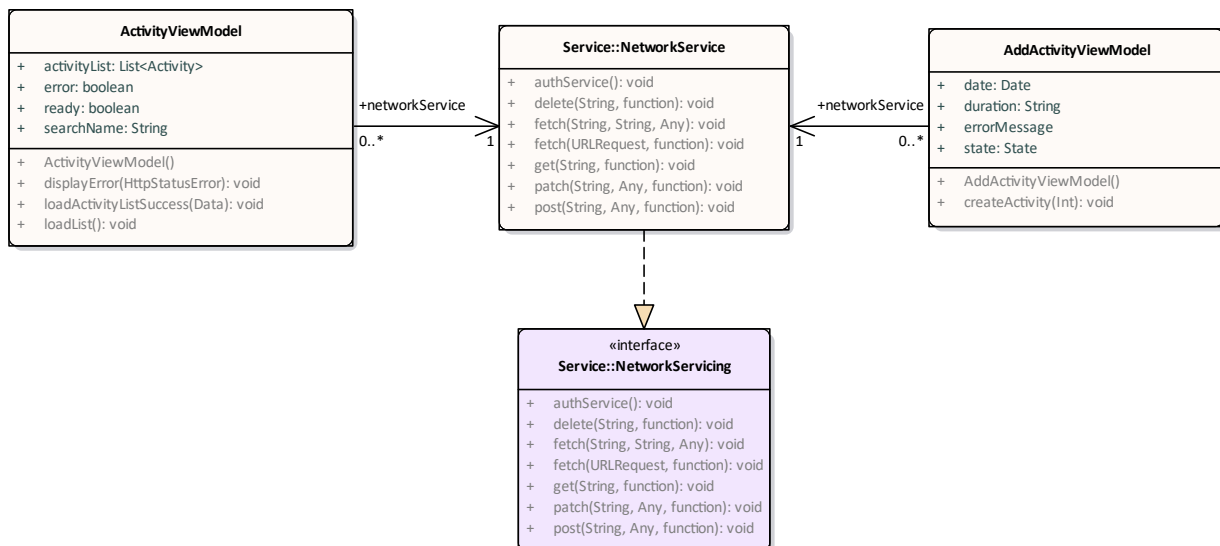 ActivityViewModel
+ activityList: List<Activity>
+ error: boolean
+ ready: boolean
+ searchName: String
+ ActivityViewModel()
+ displayError(HttpStatusError): void
+ loadActivityListSuccess(Data): void
+ loadList(): void
+networkService
0..*
1
Service::NetworkService
+ authService(): void
+ delete(String, function): void
+ fetch(String, String, Any): void
+ fetch(URLRequest, function): void
+ get(String, function): void
+ patch(String, Any, function): void
+ post(String, Any, function): void
+networkService
1
0..*
AddActivityViewModel
+ date: Date
+ duration: String
+ errorMessage
+ state: State
+ AddActivityViewModel()
+ createActivity(Int): void
«interface»
Service::NetworkServicing
+ authService(): void
+ delete(String, function): void
+ fetch(String, String, Any): void
+ fetch(URLRequest, function): void
+ get(String, function): void
+ patch(String, Any, function): void
+ post(String, Any, function): void